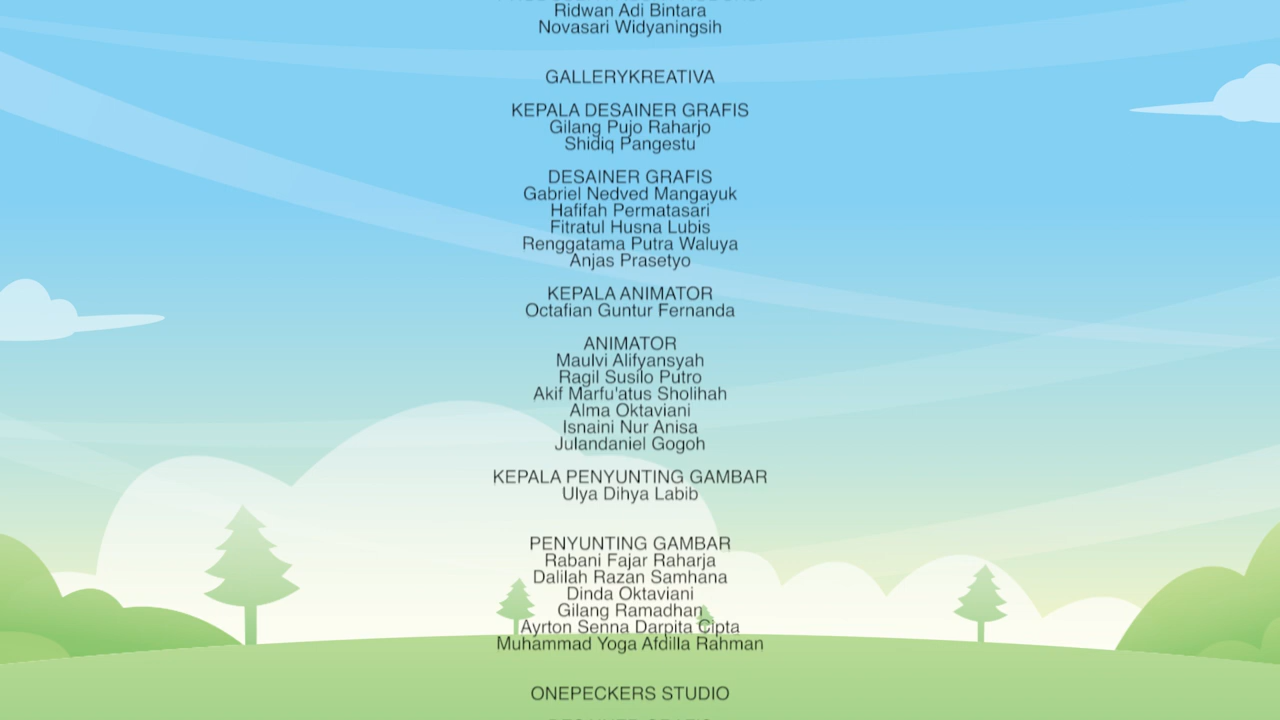 Ridwan Adi Bintara
Novasari Widyaningsih
GALLERYKREATIVA
KEPALA DESAINER GRAFIS
Gilang Pujo Raharjo
Shidiq Pangestu
DESAINER GRAFIS
Gabriel Nedved Mangayuk
Hafifah Permatasari
Fitratul Husna Lubis
Renggatama Putra Waluya
Anjas Prasetyo
KEPALA ANIMATOR
Octafian Guntur Fernanda
ANIMATOR
Maulvi Alifyansyah
Ragil Susilo Putro
Akif Marfu'atus Sholihah
Alma Oktaviani
Isnaini Nur Anisa
Julandaniel Gogoh
KEPALA PENYUNTING GAMBAR
Ulya Dihya Labib
PENYUNTING GAMBAR
Rabani Fajar Raharja
Dalilah Razan Samhana
Dinda Oktaviani
Gilang Ramadhan
Ayrton Senna Darpita Cipta
Muhammad Yoga Afdilla Rahman
ONEPECKERS STUDIO